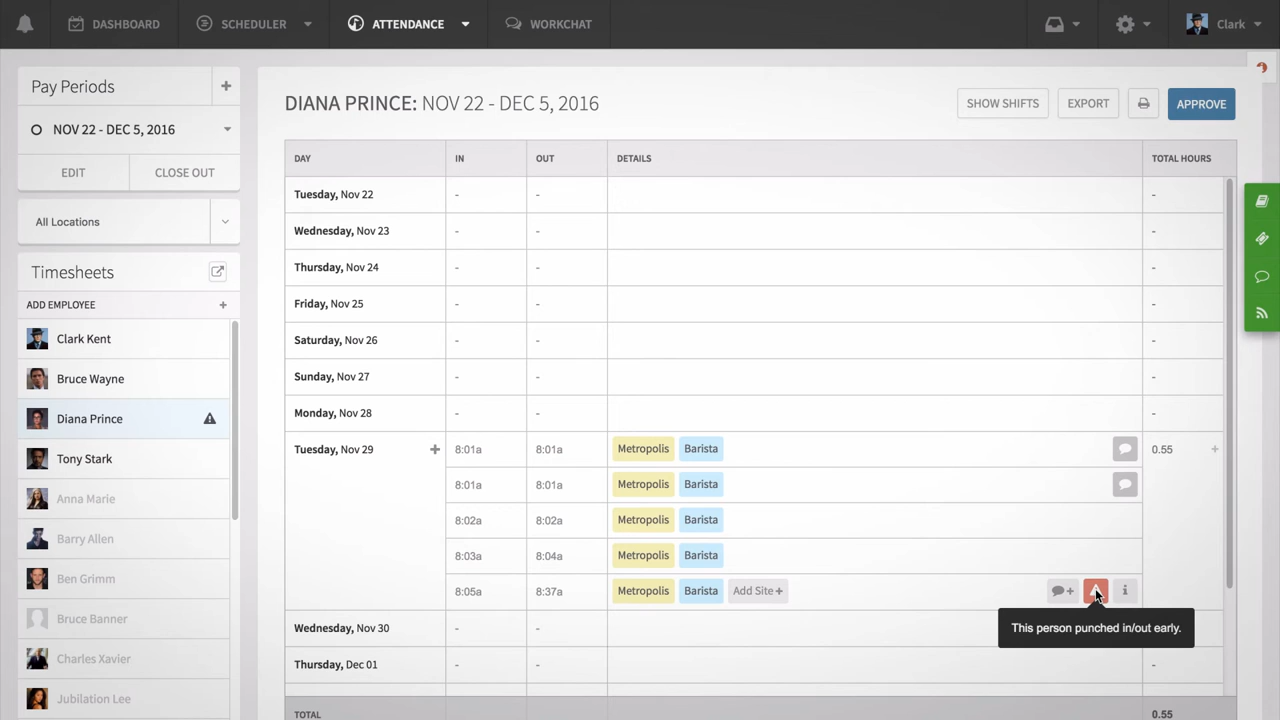 DASHBOARD SCHEDULER ATTENDANCE WORKCHAT Clark
Pay Periods +
NOV 22 - DEC 5, 2016
EDIT CLOSE OUT
All Locations
Timesheets
ADD EMPLOYEE +
Clark Kent
Bruce Wayne
Diana Prince
Tony Stark
Anna Marie
Barry Allen
Ben Grimm
Bruce Banner
Charles Xavier
Jubilation Lee
DIANA PRINCE: NOV 22 - DEC 5, 2016 SHOW SHIFTS EXPORT APPROVE
DAY IN OUT DETAILS TOTAL HOURS
Tuesday, Nov 22 - - -
Wednesday, Nov 23 - - -
Thursday, Nov 24 - - -
Friday, Nov 25 - - -
Saturday, Nov 26 - - -
Sunday, Nov 27 - - -
Monday, Nov 28 - - -
Tuesday, Nov 29 + 8:01a 8:01a Metropolis Barista 0.55 +
8:01a 8:01a Metropolis Barista
8:02a 8:02a Metropolis Barista
8:03a 8:04a Metropolis Barista
8:05a 8:37a Metropolis Barista Add Site + + i
This person punched in/out early.
Wednesday, Nov 30 - -
Thursday, Dec 01 - - -
TOTAL 0.55